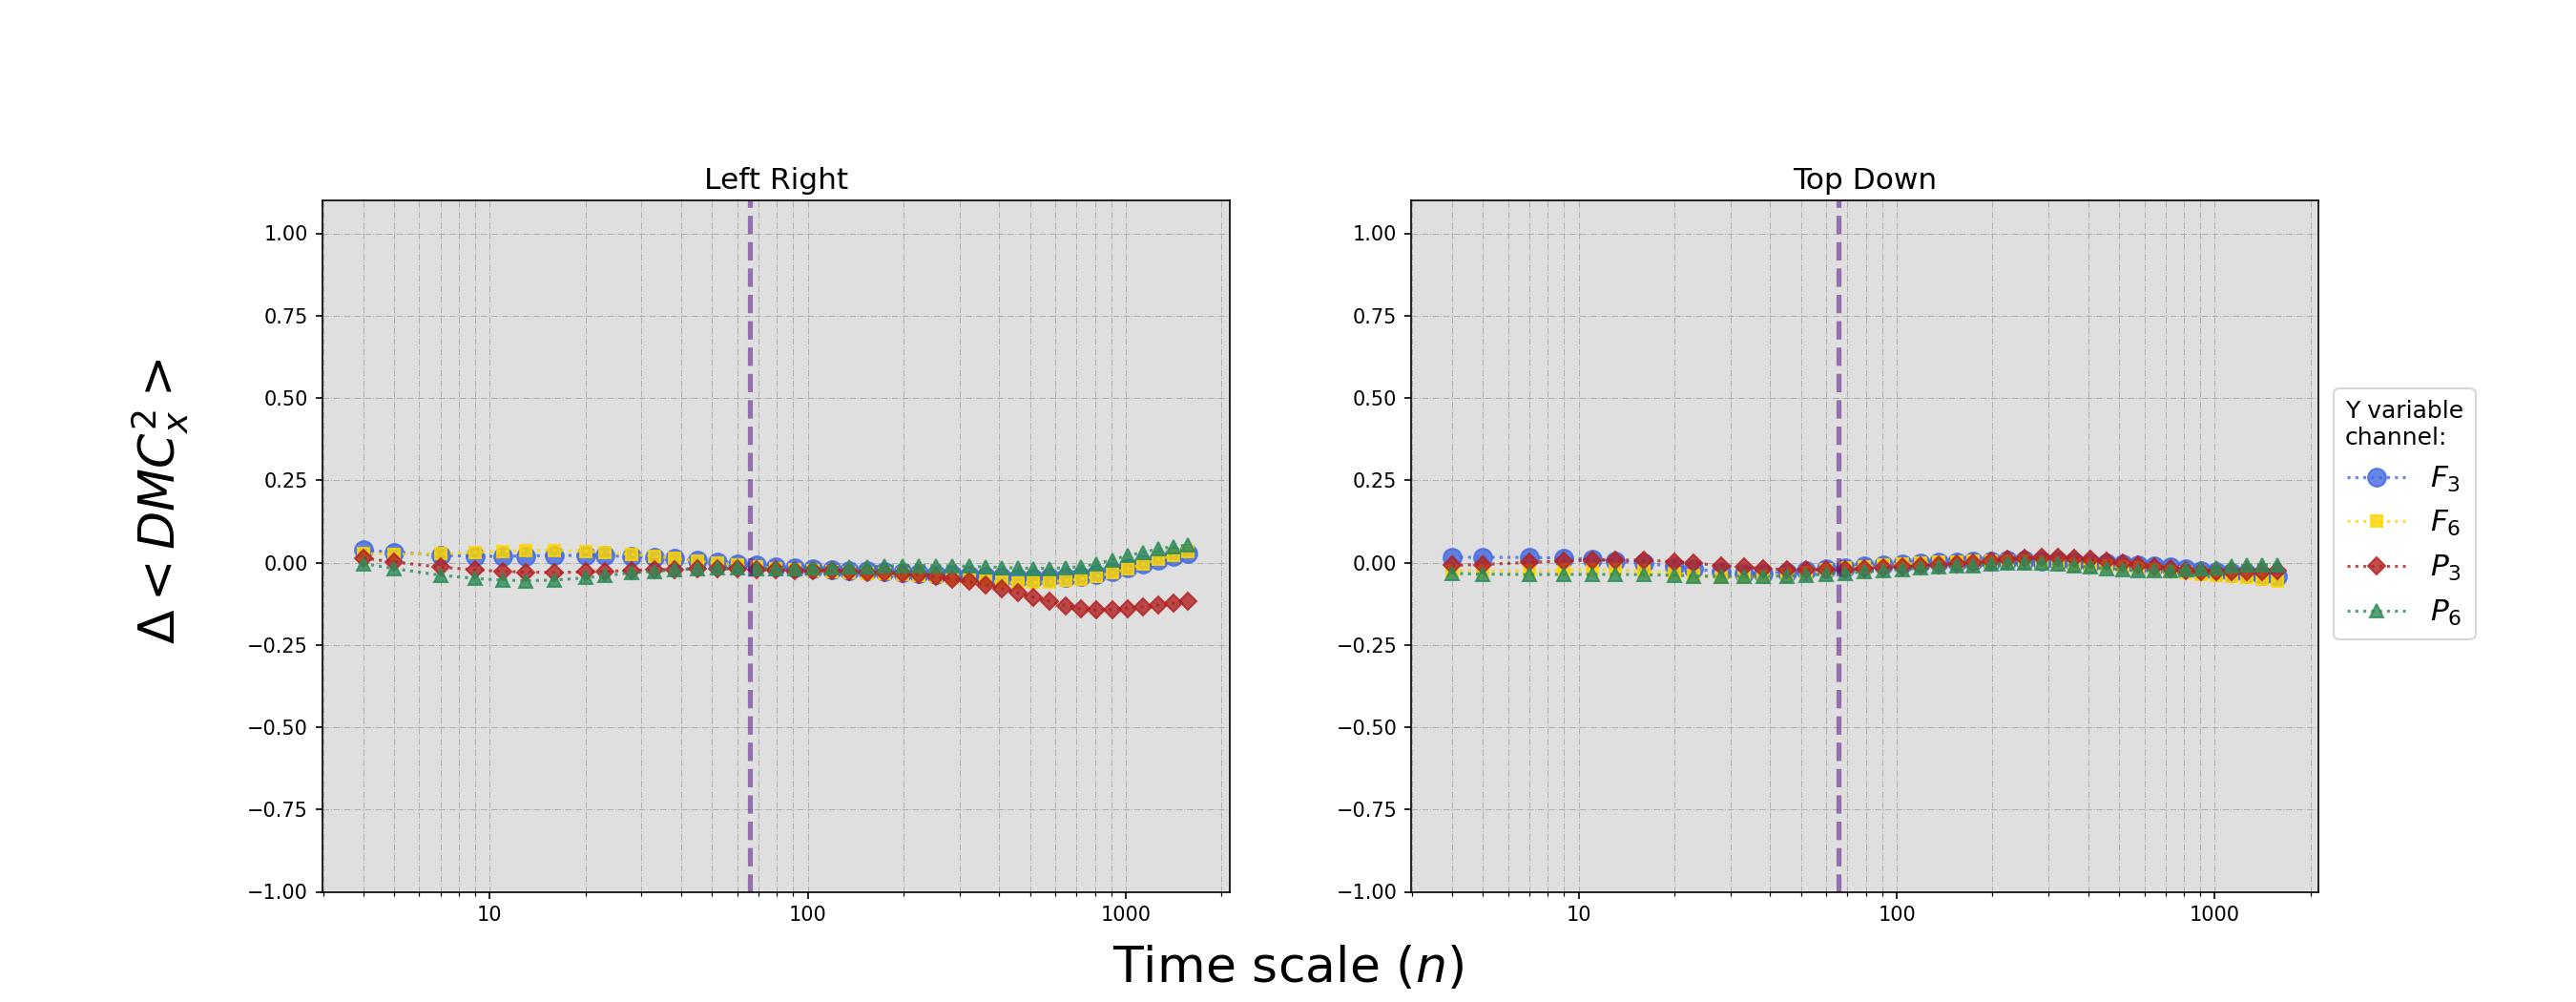 Left Right
Top Down
Δ < DMC²ₓ >
1.00
0.75
0.50
0.25
0.00
−0.25
−0.50
−0.75
−1.00
10 100 1000
1.00
0.75
0.50
0.25
0.00
−0.25
−0.50
−0.75
−1.00
10 100 1000
Time scale (n)
Y variable
channel:
F₃
F₆
P₃
P₆